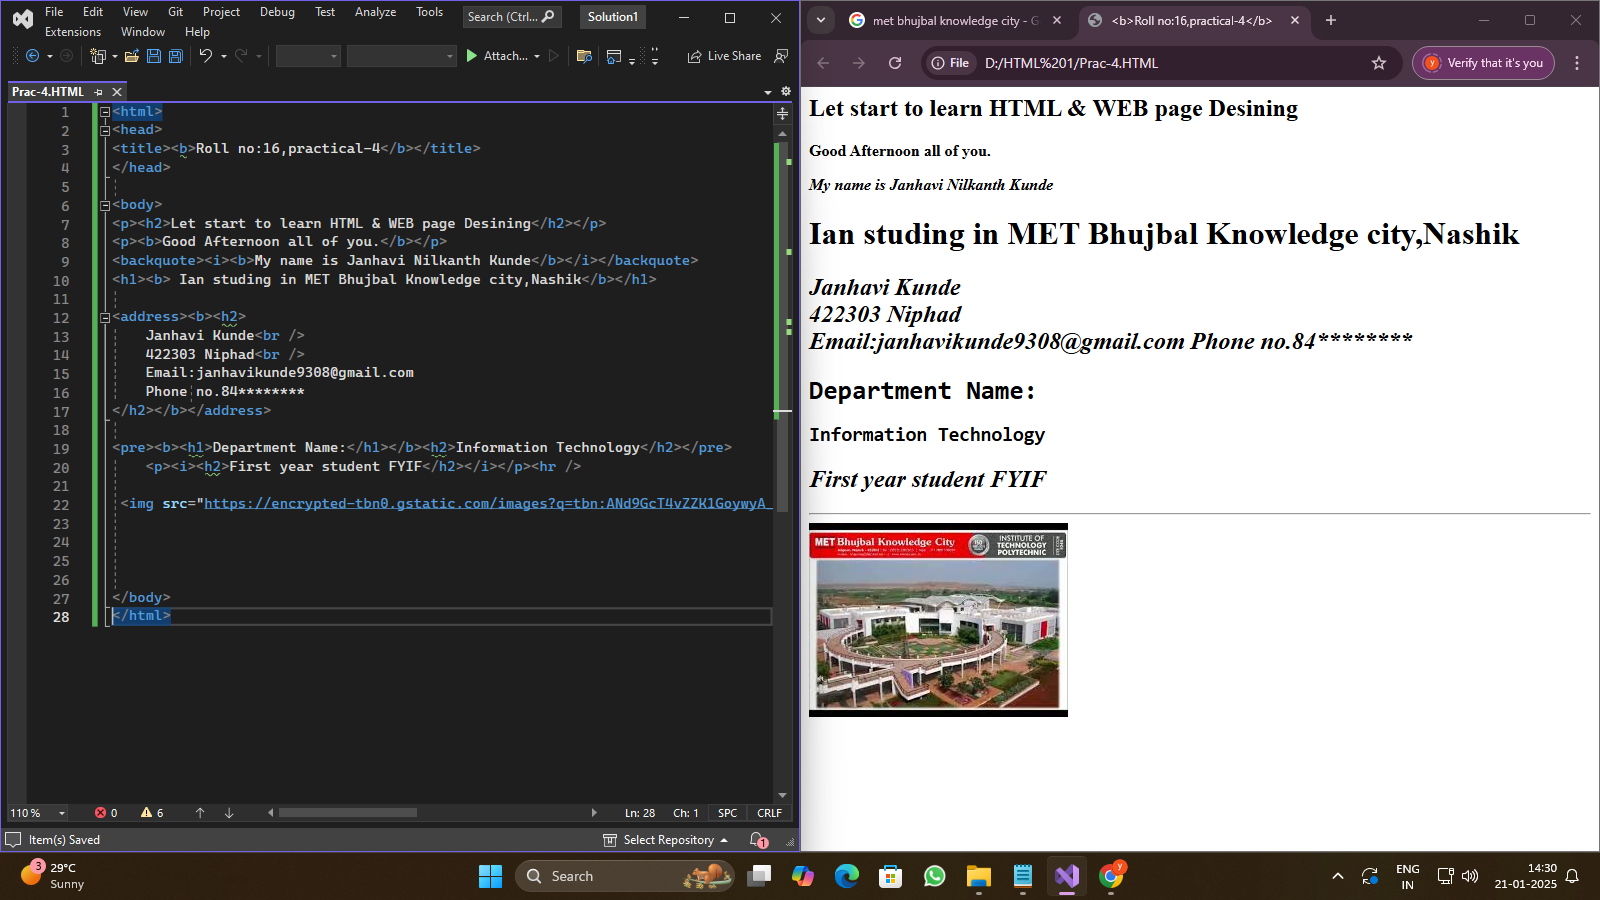 File Edit View Git Project Debug Test Analyze Tools Search (Ctrl... Solution1
Extensions Window Help
Attach... Live Share
Prac-4.HTML
1 <html>
2 <head>
3 <title><b>Roll no:16,practical-4</b></title>
4 </head>
5
6 <body>
7 <p><h2>Let start to learn HTML & WEB page Desining</h2></p>
8 <p><b>Good Afternoon all of you.</b></p>
9 <backquote><i><b>My name is Janhavi Nilkanth Kunde</b></i></backquote>
10 <h1><b> Ian studing in MET Bhujbal Knowledge city,Nashik</b></h1>
11
12 <address><b><h2>
13 Janhavi Kunde<br />
14 422303 Niphad<br />
15 Email:janhavikunde9308@gmail.com
16 Phone no.84********
17 </h2></b></address>
18
19 <pre><b><h1>Department Name:</h1></b><h2>Information Technology</h2></pre>
20 <p><i><h2>First year student FYIF</h2></i></p><hr />
21
22 <img src="https://encrypted-tbn0.gstatic.com/images?q=tbn:ANd9GcT4vZZK1GoywyA_
23
24
25
26
27 </body>
28 </html>
110 % 0 6 Ln: 28 Ch: 1 SPC CRLF
Item(s) Saved Select Repository 1
met bhujbal knowledge city - G
<b>Roll no:16,practical-4</b>
File D:/HTML%201/Prac-4.HTML y Verify that it's you
Let start to learn HTML & WEB page Desining
Good Afternoon all of you.
My name is Janhavi Nilkanth Kunde
Ian studing in MET Bhujbal Knowledge city,Nashik
Janhavi Kunde
422303 Niphad
Email:janhavikunde9308@gmail.com Phone no.84********
Department Name:
Information Technology
First year student FYIF
MET Bhujbal Knowledge City
INSTITUTE OF
TECHNOLOGY
POLYTECHNIC
3 29°C
Sunny
Search
y
ENG
IN
14:30
21-01-2025